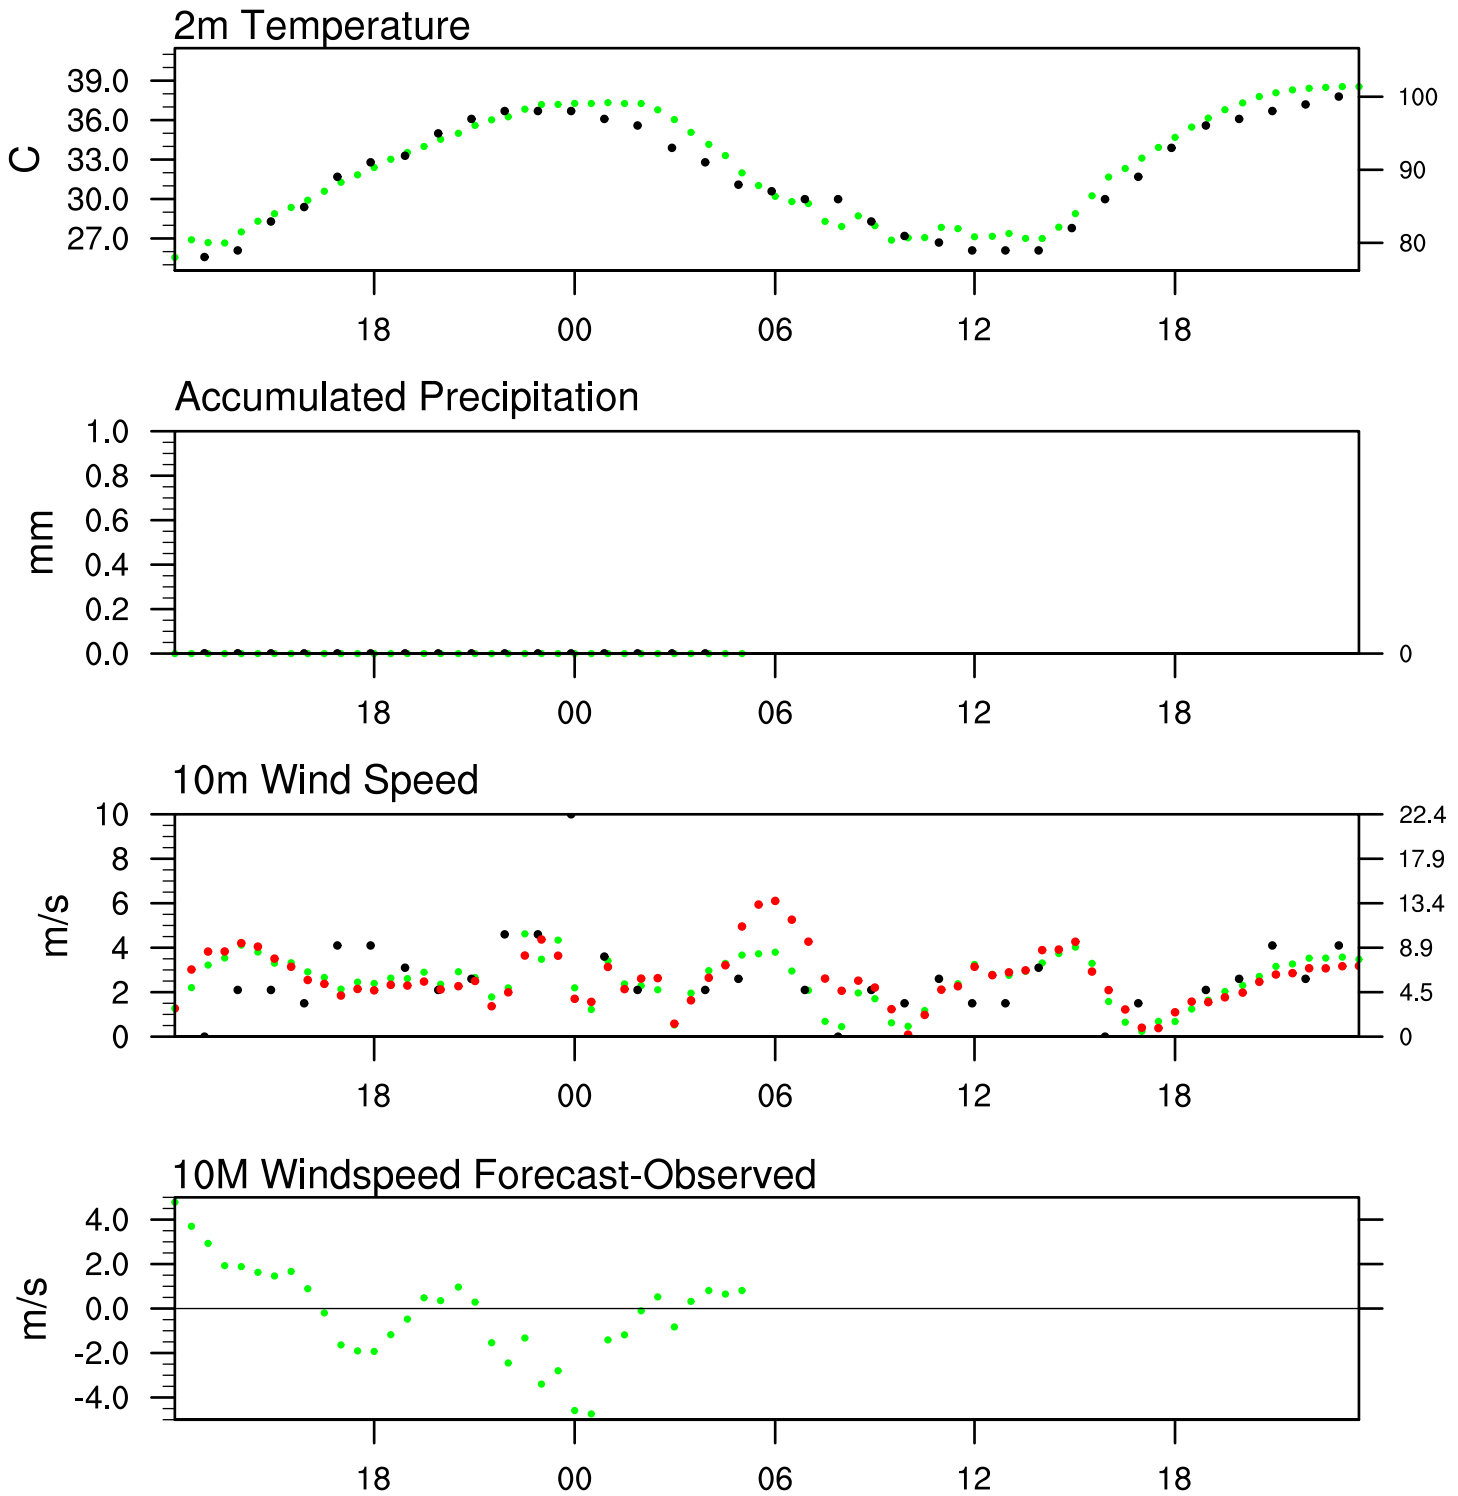 2m Temperature
39.0
36.0
33.0
30.0
27.0
C
100
90
80
18 00 06 12 18
Accumulated Precipitation
1.0
0.8
0.6
0.4
0.2
0.0
mm
0
18 00 06 12 18
10m Wind Speed
10
8
6
4
2
0
m/s
22.4
17.9
13.4
8.9
4.5
0
18 00 06 12 18
10M Windspeed Forecast-Observed
4.0
2.0
0.0
-2.0
-4.0
m/s
18 00 06 12 18